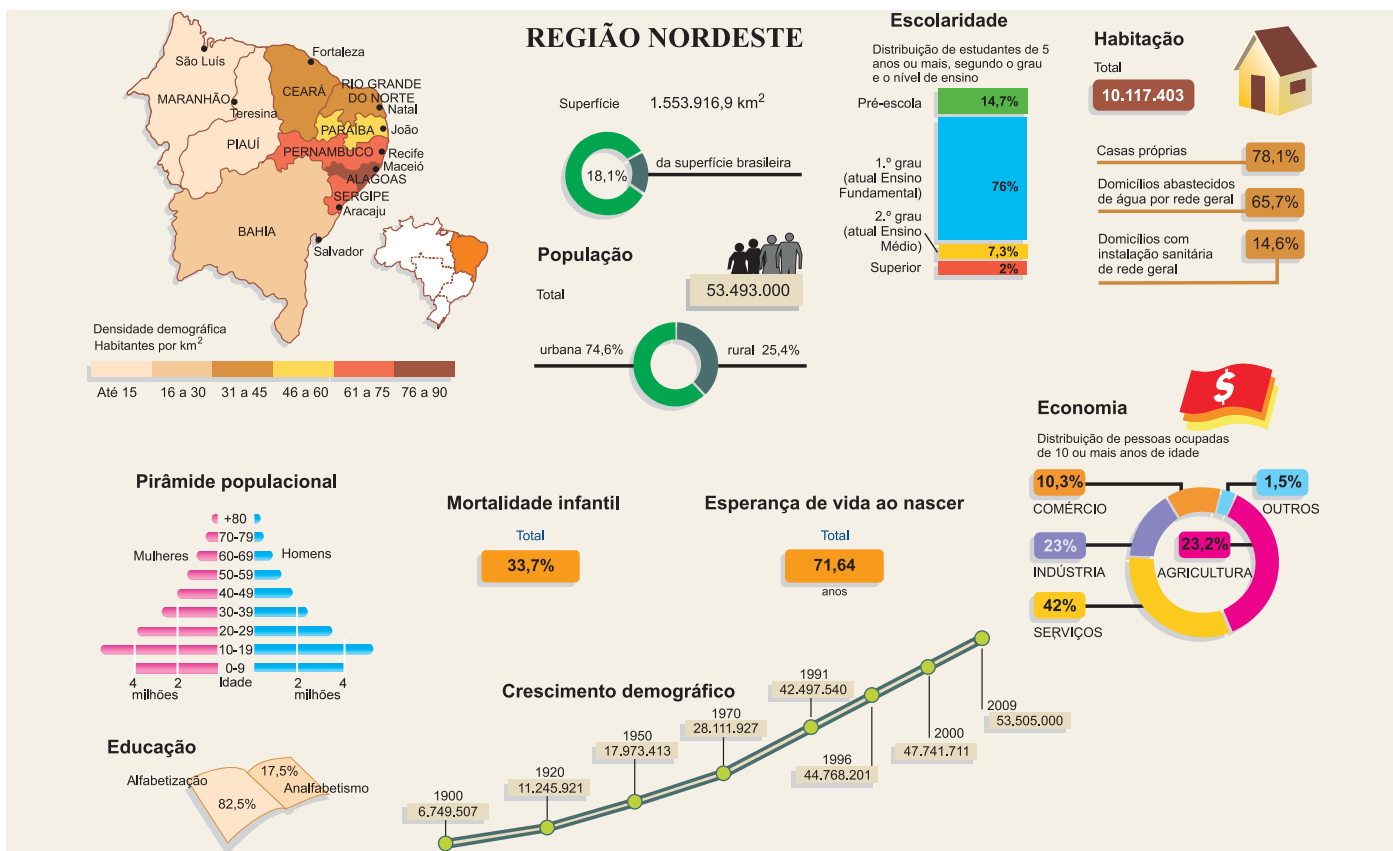 REGIÃO NORDESTE
São Luís
Fortaleza
MARANHÃO
Teresina
CEARÁ
RIO GRANDE
DO NORTE
Natal
PARAÍBA
João
PIAUÍ
PERNAMBUCO
Recife
Maceió
ALAGOAS
SERGIPE
Aracaju
BAHIA
Salvador
Densidade demográfica
Habitantes por km²
Até 15
16 a 30
31 a 45
46 a 60
61 a 75
76 a 90
Superfície 1.553.916,9 km²
18,1%
da superfície brasileira
População
Total
53.493.000
urbana 74,6%
rural 25,4%
Escolaridade
Distribuição de estudantes de 5
anos ou mais, segundo o grau
e o nível de ensino
Pré-escola
14,7%
1.º grau
(atual Ensino
Fundamental)
76%
2.º grau
(atual Ensino
Médio)
7,3%
Superior
2%
Habitação
Total
10.117.403
Casas próprias
78,1%
Domicílios abastecidos
de água por rede geral
65,7%
Domicílios com
instalação sanitária
de rede geral
14,6%
Economia
$
Distribuição de pessoas ocupadas
de 10 ou mais anos de idade
10,3%
COMÉRCIO
1,5%
OUTROS
23%
INDÚSTRIA
23,2%
AGRICULTURA
42%
SERVIÇOS
Pirâmide populacional
+80
70-79
Mulheres
60-69
Homens
50-59
40-49
30-39
20-29
10-19
0-9
4
2
Idade
2
4
milhões
milhões
Mortalidade infantil
Total
33,7%
Esperança de vida ao nascer
Total
71,64
anos
Educação
Alfabetização
82,5%
17,5%
Analfabetismo
Crescimento demográfico
1900
6.749.507
1920
11.245.921
1950
17.973.413
1970
28.111.927
1991
42.497.540
1996
44.768.201
2000
47.741.711
2009
53.505.000